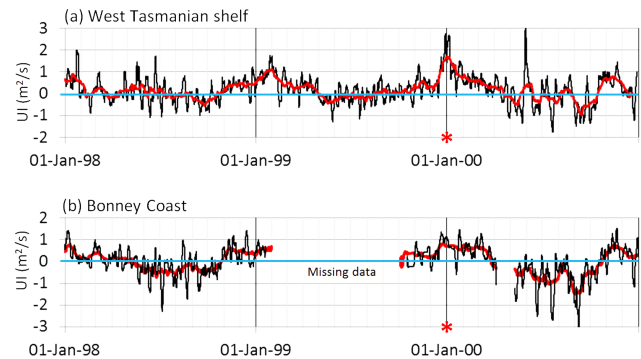 (a) West Tasmanian shelf
3
2
1
0
-1
-2
UI (m²/s)
*
01-Jan-98 01-Jan-99 01-Jan-00
(b) Bonney Coast
2
1
0
-1
-2
-3
UI (m²/s)
Missing data
*
01-Jan-98 01-Jan-99 01-Jan-00